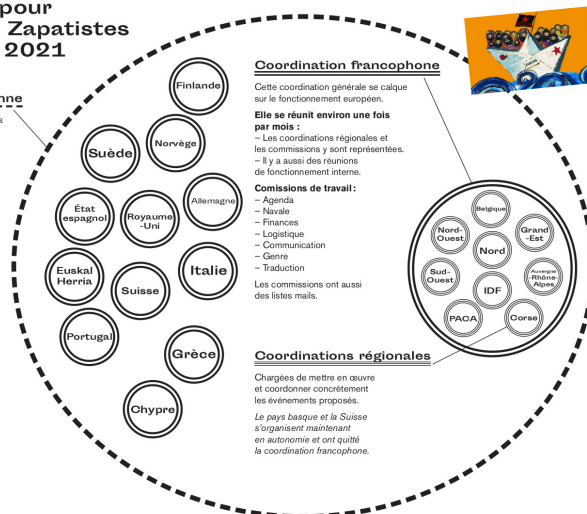 pour
Zapatistes
2021
nne
s
Finlande
Norvège
Suède
Allemagne
État
espagnol
Royaume
-Uni
Italie
Euskal
Herria
Suisse
Portugal
Grèce
Chypre
Coordination francophone
Cette coordination générale se calque
sur le fonctionnement européen.
Elle se réunit environ une fois
par mois :
– Les coordinations régionales et
les commissions y sont représentées.
– Il y a aussi des réunions
de fonctionnement interne.
Comissions de travail :
– Agenda
– Navale
– Finances
– Logistique
– Communication
– Genre
– Traduction
Les commissions ont aussi
des listes mails.
Belgique
Nord-
Ouest
Grand
-Est
Nord
Sud-
Ouest
Auvergne
-Rhône-
Alpes
IDF
PACA
Corse
Coordinations régionales
Chargées de mettre en œuvre
et coordonner concrètement
les événements proposés.
Le pays basque et la Suisse
s'organisent maintenant
en autonomie et ont quitté
la coordination francophone.